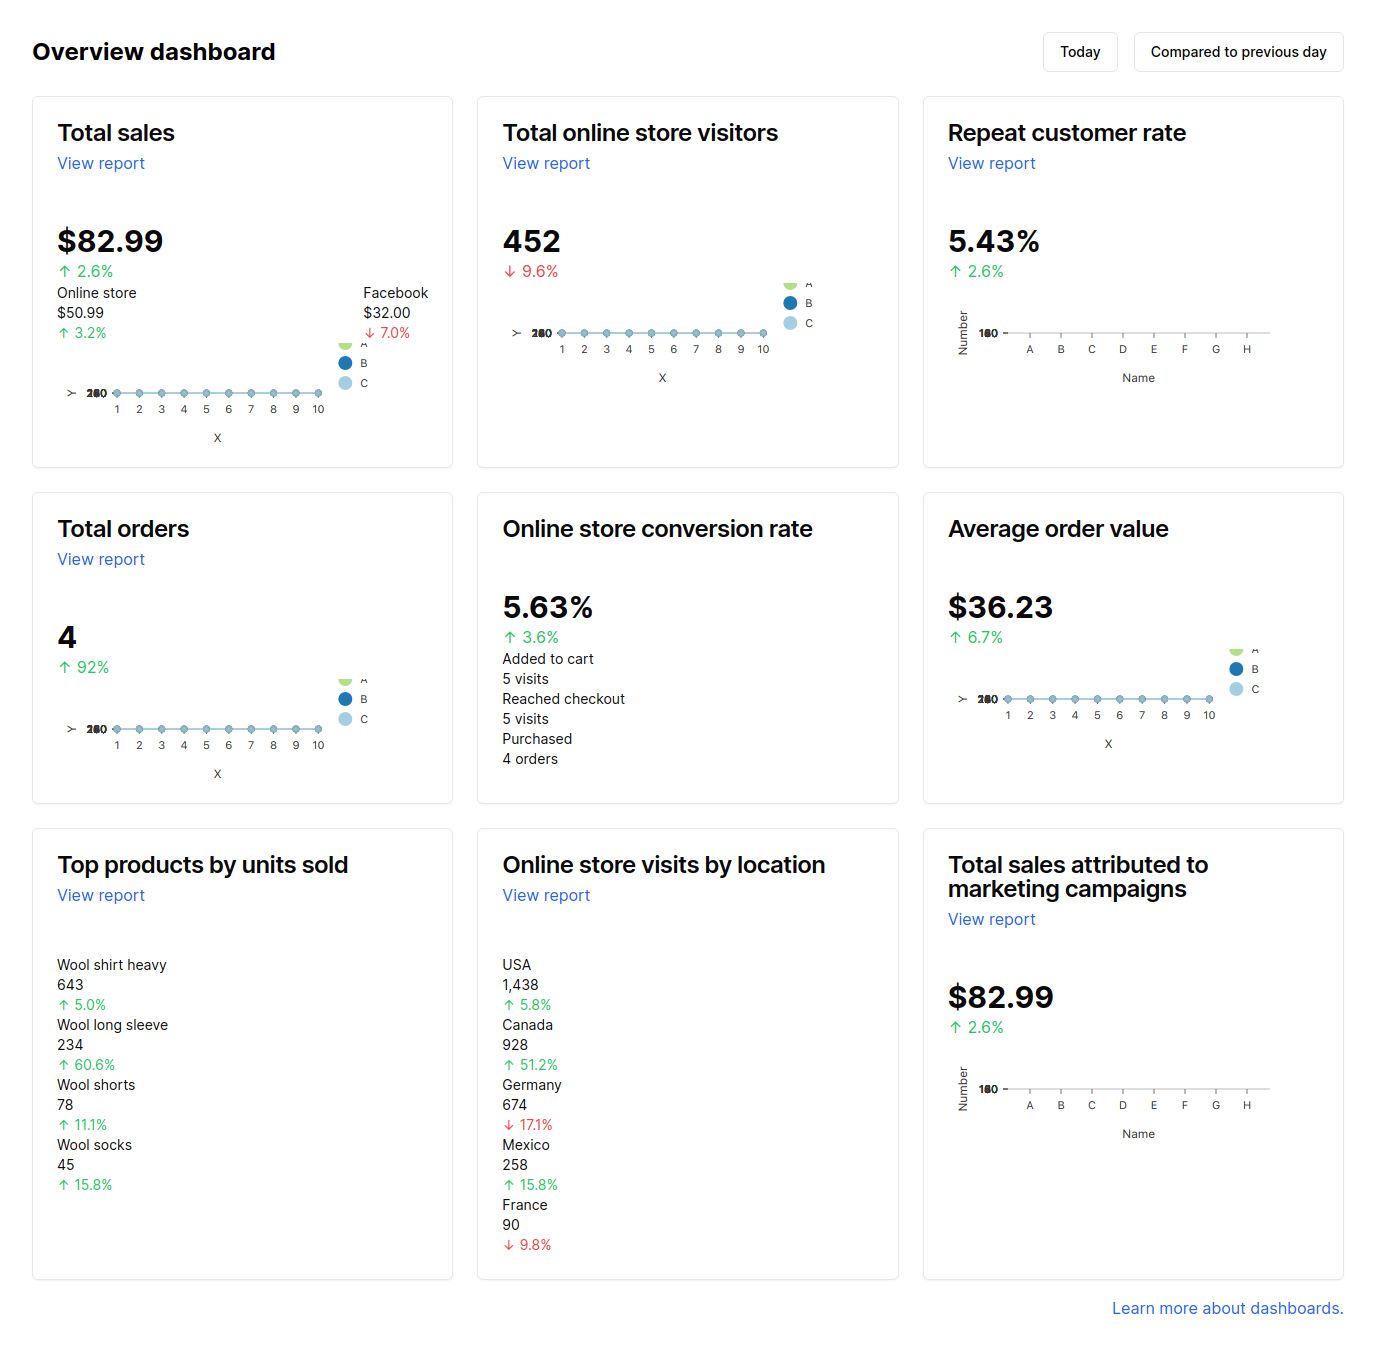 Overview dashboard
Today
Compared to previous day
Total sales
View report
$82.99
↑ 2.6%
Online store
$50.99
↑ 3.2%
Facebook
$32.00
↓ 7.0%
B
C
Y
1 2 3 4 5 6 7 8 9 10
X
Total online store visitors
View report
452
↓ 9.6%
B
C
Y
1 2 3 4 5 6 7 8 9 10
X
Repeat customer rate
View report
5.43%
↑ 2.6%
Number
A B C D E F G H
Name
Total orders
View report
4
↑ 92%
B
C
Y
1 2 3 4 5 6 7 8 9 10
X
Online store conversion rate
5.63%
↑ 3.6%
Added to cart
5 visits
Reached checkout
5 visits
Purchased
4 orders
Average order value
$36.23
↑ 6.7%
B
C
Y
1 2 3 4 5 6 7 8 9 10
X
Top products by units sold
View report
Wool shirt heavy
643
↑ 5.0%
Wool long sleeve
234
↑ 60.6%
Wool shorts
78
↑ 11.1%
Wool socks
45
↑ 15.8%
Online store visits by location
View report
USA
1,438
↑ 5.8%
Canada
928
↑ 51.2%
Germany
674
↓ 17.1%
Mexico
258
↑ 15.8%
France
90
↓ 9.8%
Total sales attributed to
marketing campaigns
View report
$82.99
↑ 2.6%
Number
A B C D E F G H
Name
Learn more about dashboards.